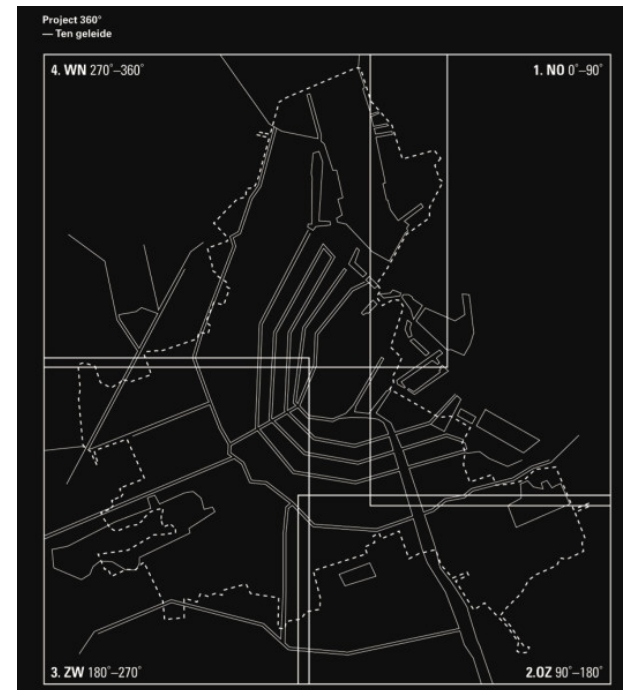 Project 360°
— Ten geleide
4. WN 270°–360°
1. NO 0°–90°
3. ZW 180°–270°
2.OZ 90°–180°